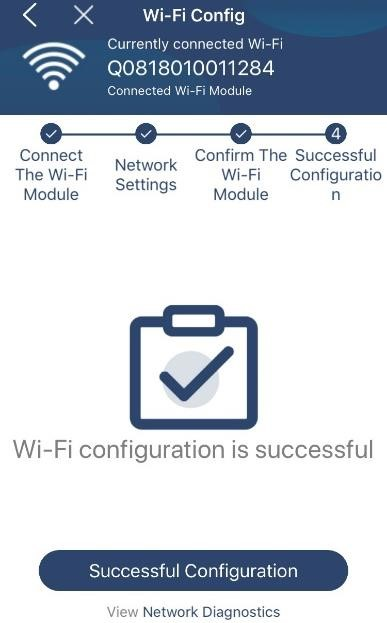 Wi-Fi Config
Currently connected Wi-Fi
Q0818010011284
Connected Wi-Fi Module
4
Connect
The Wi-Fi
Module
Network
Settings
Confirm The
Wi-Fi
Module
Successful
Configuratio
n
Wi-Fi configuration is successful
Successful Configuration
View Network Diagnostics